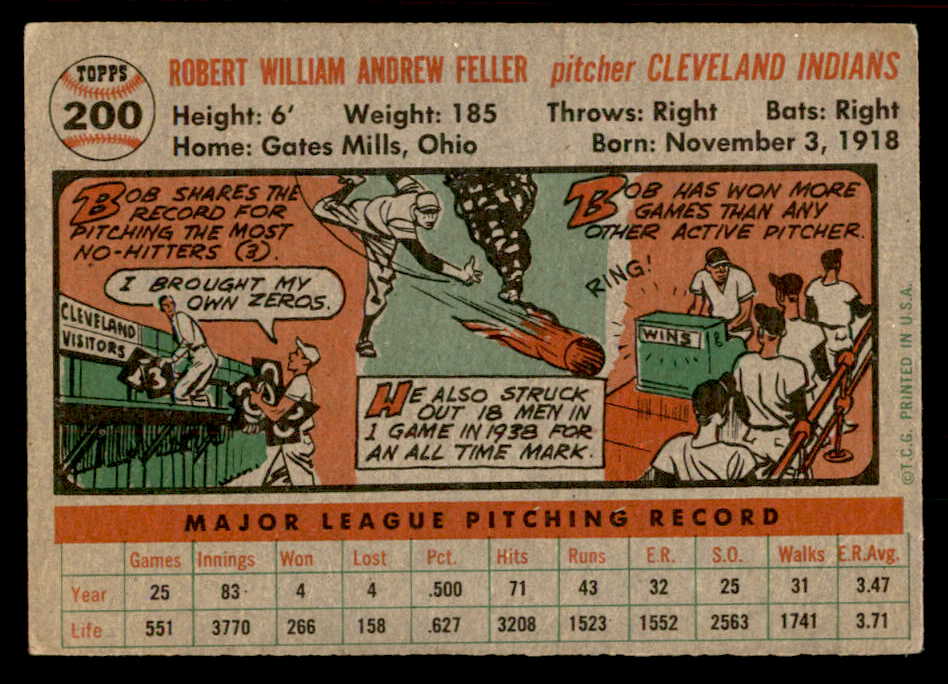 TOPPS
200
ROBERT WILLIAM ANDREW FELLER pitcher CLEVELAND INDIANS
Height: 6' Weight: 185 Throws: Right Bats: Right
Home: Gates Mills, Ohio Born: November 3, 1918
BOB SHARES THE
RECORD FOR
PITCHING THE MOST
NO-HITTERS (3).
I BROUGHT MY
OWN ZEROS.
CLEVELAND
VISITORS
HE ALSO STRUCK
OUT 18 MEN IN
1 GAME IN 1938 FOR
AN ALL TIME MARK.
BOB HAS WON MORE
GAMES THAN ANY
OTHER ACTIVE PITCHER.
RING!
WINS
©T.C.G. PRINTED IN U.S.A.
MAJOR LEAGUE PITCHING RECORD
Games Innings Won Lost Pct. Hits Runs E.R. S.O. Walks E.R.Avg.
Year 25 83 4 4 .500 71 43 32 25 31 3.47
Life 551 3770 266 158 .627 3208 1523 1552 2563 1741 3.71